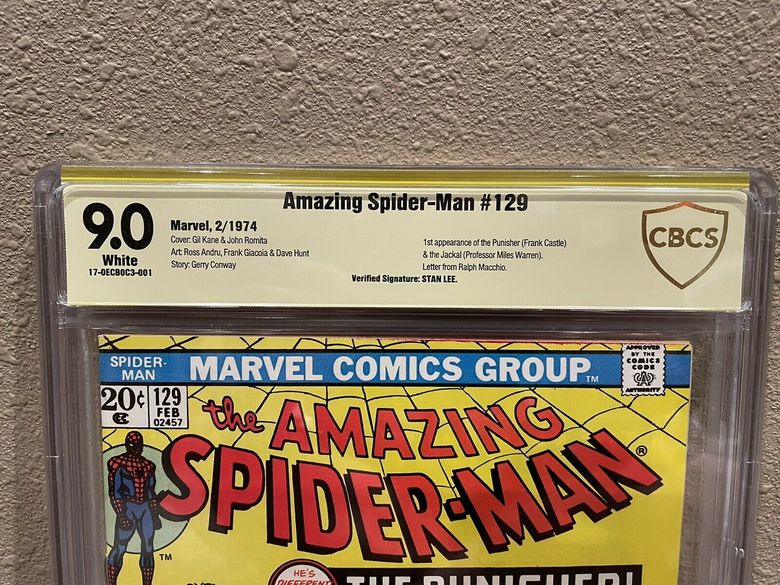 Amazing Spider-Man #129
9.0
White
17-0ECB0C3-001
Marvel, 2/1974
Cover: Gil Kane & John Romita
Art: Ross Andru, Frank Giacoia & Dave Hunt
Story: Gerry Conway
1st appearance of the Punisher (Frank Castle)
& the Jackal (Professor Miles Warren).
Letter from Ralph Macchio.
Verified Signature: STAN LEE.
CBCS
SPIDER-
MAN
MARVEL COMICS GROUP TM
APPROVED
BY THE
COMICS
CODE
AUTHORITY
20¢
129
FEB
02457
the AMAZING
SPIDER-MAN ®
TM
HE'S
DIFFERENT
THE PUNISHER!